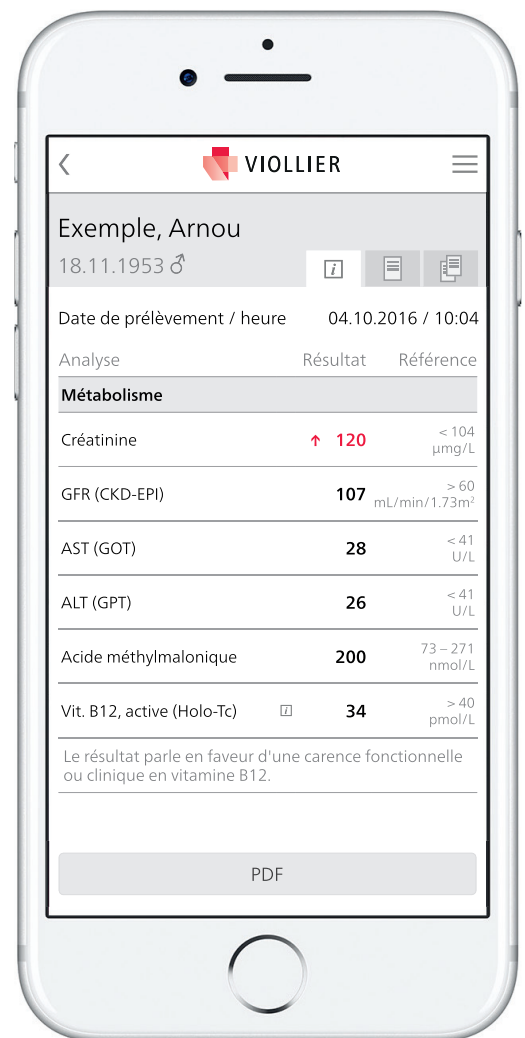 VIOLLIER
Exemple, Arnou
18.11.1953 ♂
i
Date de prélèvement / heure 04.10.2016 / 10:04
Analyse Résultat Référence
Métabolisme
Créatinine ↑ 120 < 104
µmg/L
GFR (CKD-EPI) 107 > 60
mL/min/1.73m²
AST (GOT) 28 < 41
U/L
ALT (GPT) 26 < 41
U/L
Acide méthylmalonique 200 73 – 271
nmol/L
Vit. B12, active (Holo-Tc) i 34 > 40
pmol/L
Le résultat parle en faveur d'une carence fonctionnelle
ou clinique en vitamine B12.
PDF